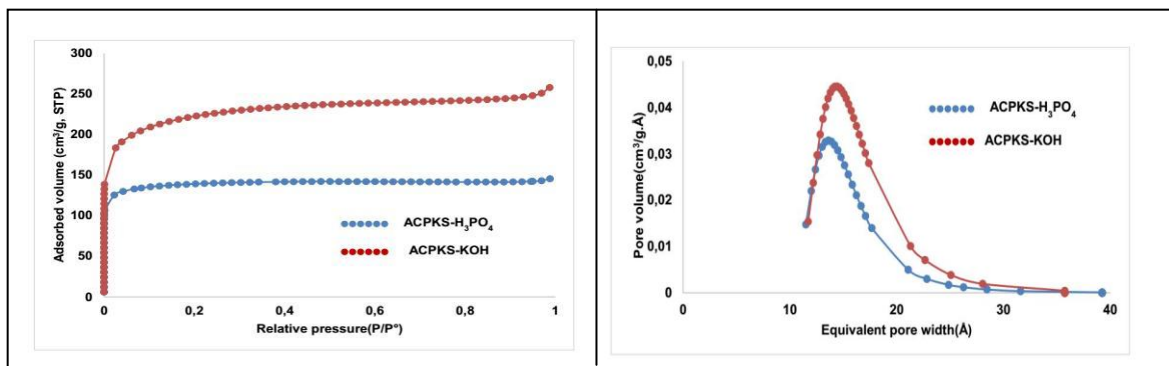 300
250
200
150
100
50
0
Adsorbed volume (cm³/g, STP)
ACPKS-H₃PO₄
ACPKS-KOH
0 0,2 0,4 0,6 0,8 1
Relative pressure(P/P°)
0,05
0,04
0,03
0,02
0,01
0
Pore volume(cm³/g.Å)
ACPKS-H₃PO₄
ACPKS-KOH
0 10 20 30 40
Equivalent pore width(Å)